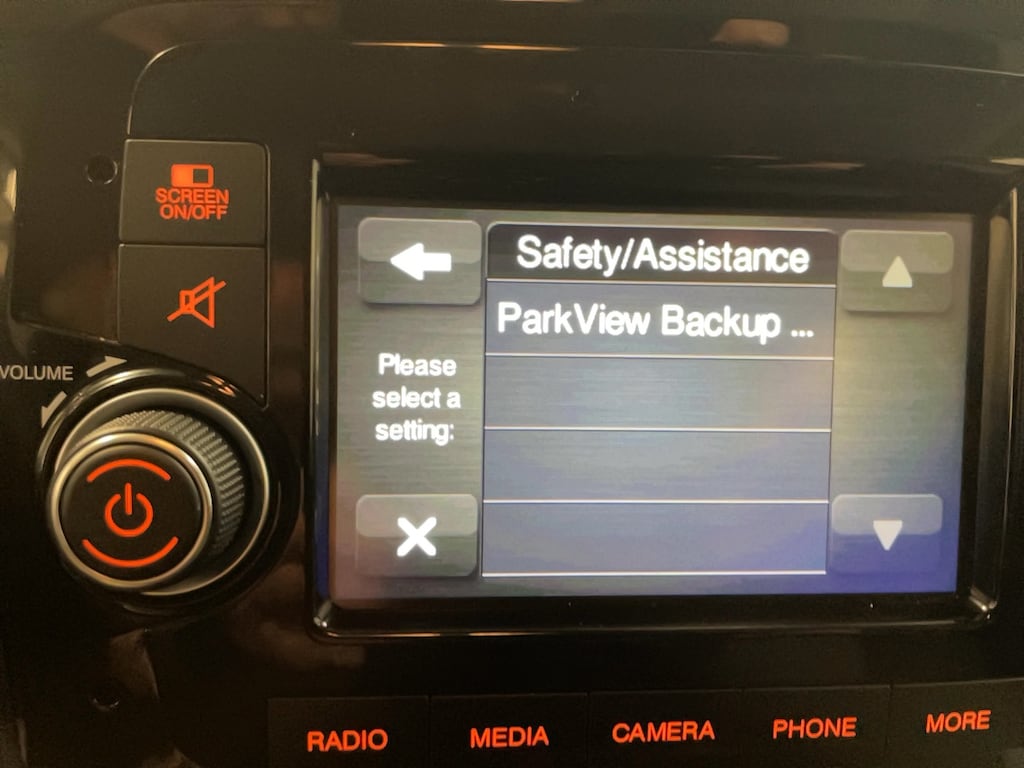 SCREEN
ON/OFF
VOLUME
Safety/Assistance
ParkView Backup ...
Please
select a
setting:
RADIO
MEDIA
CAMERA
PHONE
MORE